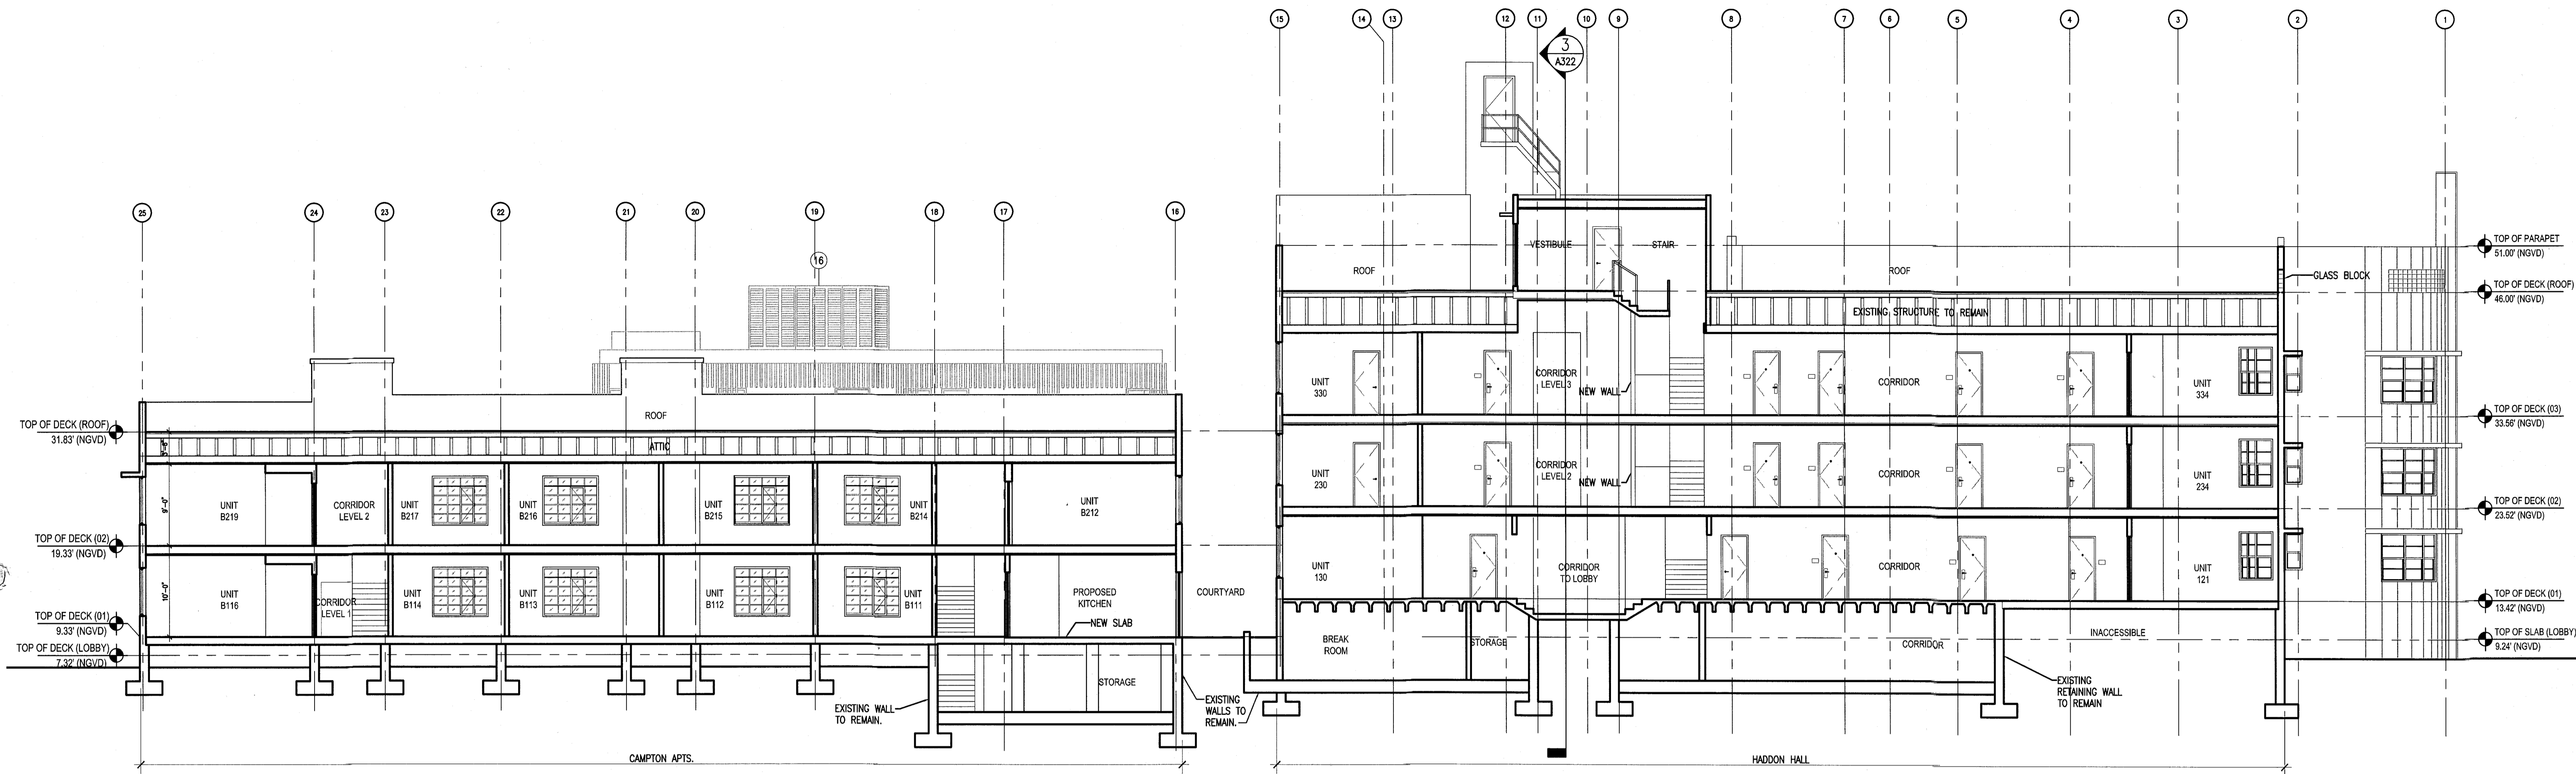 15
14
13
12
11
10
9
8
7
6
5
4
3
2
1
3
A322
25
24
23
22
21
20
19
18
17
16
16
VESTIBULE
STAIR
ROOF
ROOF
TOP OF PARAPET
51.00' (NGVD)
GLASS BLOCK
TOP OF DECK (ROOF)
46.00' (NGVD)
EXISTING STRUCTURE TO REMAIN
UNIT
330
CORRIDOR
LEVEL 3
NEW WALL
CORRIDOR
UNIT
334
TOP OF DECK (03)
33.56' (NGVD)
UNIT
230
CORRIDOR
LEVEL 2
NEW WALL
CORRIDOR
UNIT
234
TOP OF DECK (02)
23.52' (NGVD)
UNIT
130
CORRIDOR
TO LOBBY
CORRIDOR
UNIT
121
TOP OF DECK (01)
13.42' (NGVD)
BREAK
ROOM
STORAGE
CORRIDOR
INACCESSIBLE
TOP OF SLAB (LOBBY)
9.24' (NGVD)
EXISTING
RETAINING WALL
TO REMAIN
HADDON HALL
ROOF
TOP OF DECK (ROOF)
31.83' (NGVD)
ATTIC
9'-0"
UNIT
B219
CORRIDOR
LEVEL 2
UNIT
B217
UNIT
B216
UNIT
B215
UNIT
B214
UNIT
B212
TOP OF DECK (02)
19.33' (NGVD)
10'-0"
UNIT
B116
CORRIDOR
LEVEL 1
UNIT
B114
UNIT
B113
UNIT
B112
UNIT
B111
PROPOSED
KITCHEN
COURTYARD
NEW SLAB
TOP OF DECK (01)
9.33' (NGVD)
TOP OF DECK (LOBBY)
7.32' (NGVD)
STORAGE
EXISTING WALL
TO REMAIN.
EXISTING
WALLS TO
REMAIN.
CAMPTON APTS.